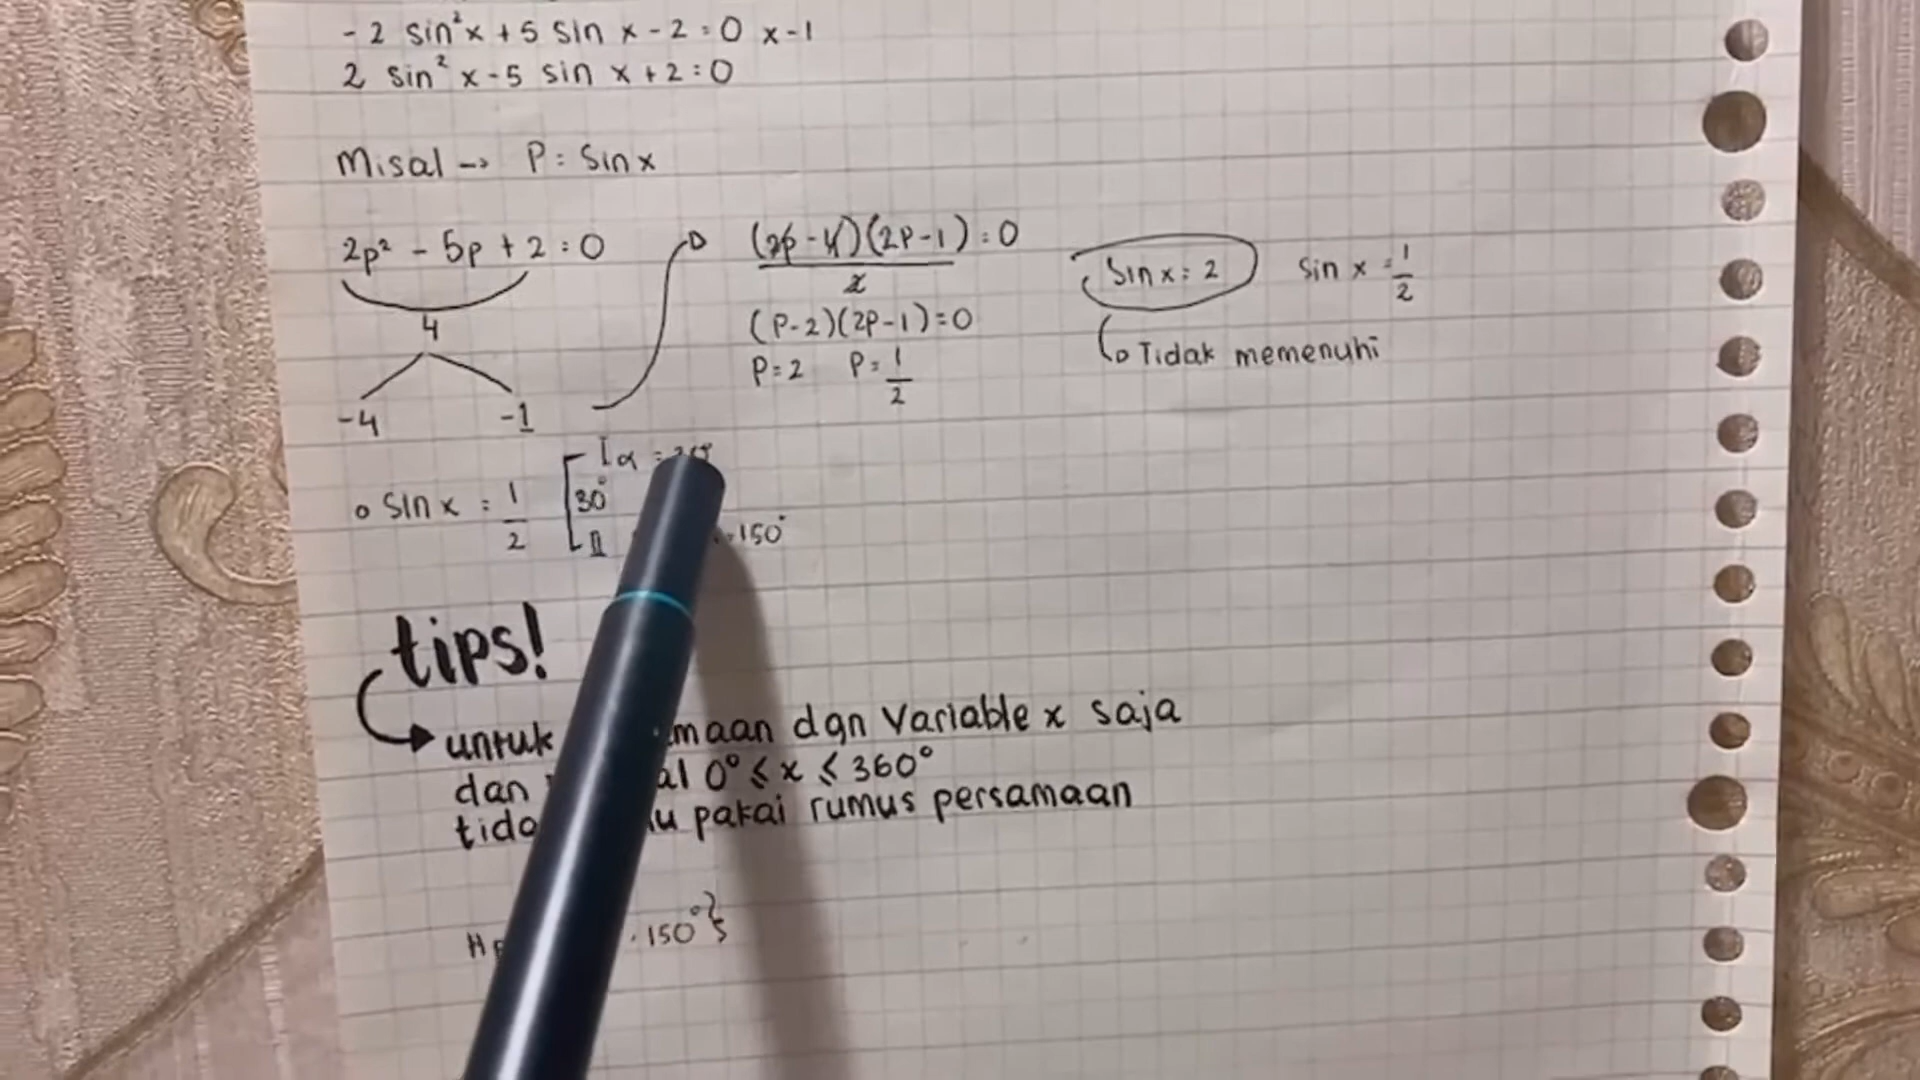 - 2 sin²x + 5 sin x - 2 = 0 x-1
2 sin² x - 5 sin x + 2 = 0
Misal --> P = Sin x
2p² - 5p + 2 = 0
4
-4 -1
(2p - 4)(2P - 1) = 0
2
(P-2)(2P-1) = 0
P = 2 P = 1/2
Sin x = 2 Sin x = 1/2
Tidak memenuhi
Sin x = 1/2
I α =
30°
II 150°
tips!
untuk maan dgn Variable x saja
dan al 0° ≤ x ≤ 360°
pakai rumus persamaan
150°}